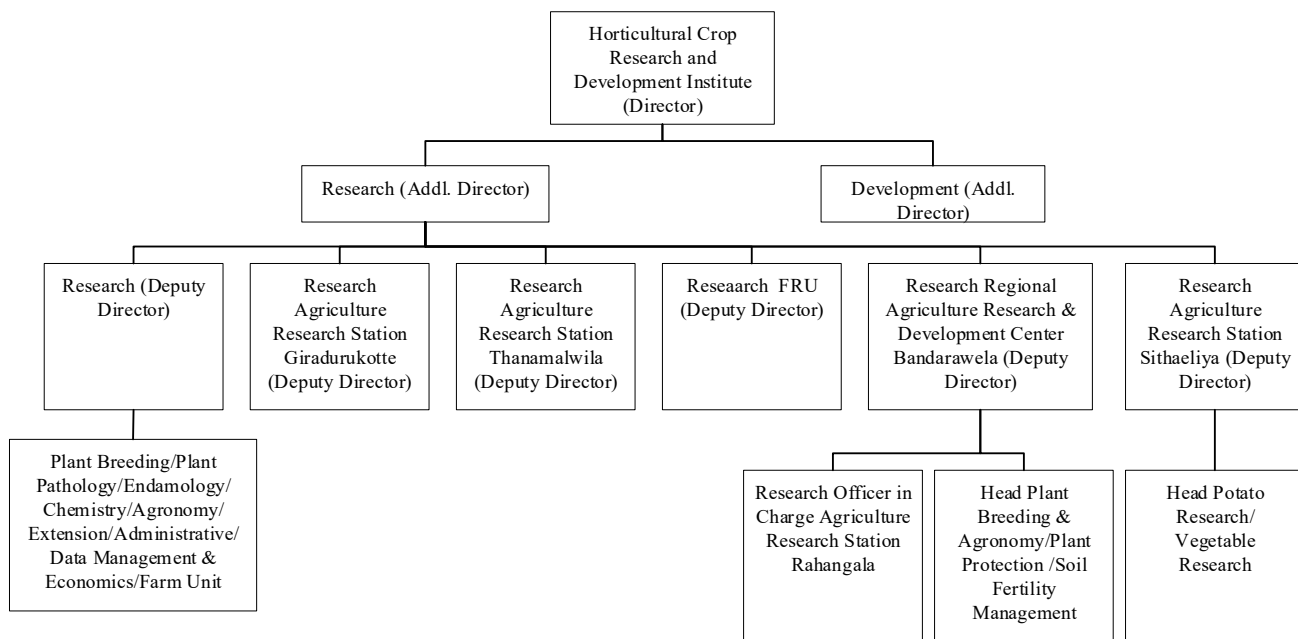 Horticultural Crop
Research and
Development Institute
(Director)
Research (Addl. Director)
Development (Addl.
Director)
Research (Deputy
Director)
Research
Agriculture
Research Station
Giradurukotte
(Deputy Director)
Research
Agriculture
Research Station
Thanamalwila
(Deputy Director)
Reseaarch  FRU
(Deputy Director)
Research Regional
Agriculture Research &
Development Center
Bandarawela (Deputy
Director)
Research
Agriculture
Research Station
Sithaeliya (Deputy
Director)
Plant Breeding/Plant
Pathology/Endamology/
Chemistry/Agronomy/
Extension/Administrative/
Data Management &
Economics/Farm Unit
Research Officer in
Charge Agriculture
Research Station
Rahangala
Head Plant
Breeding &
Agronomy/Plant
Protection /Soil
Fertility
Management
Head Potato
Research/
Vegetable
Research